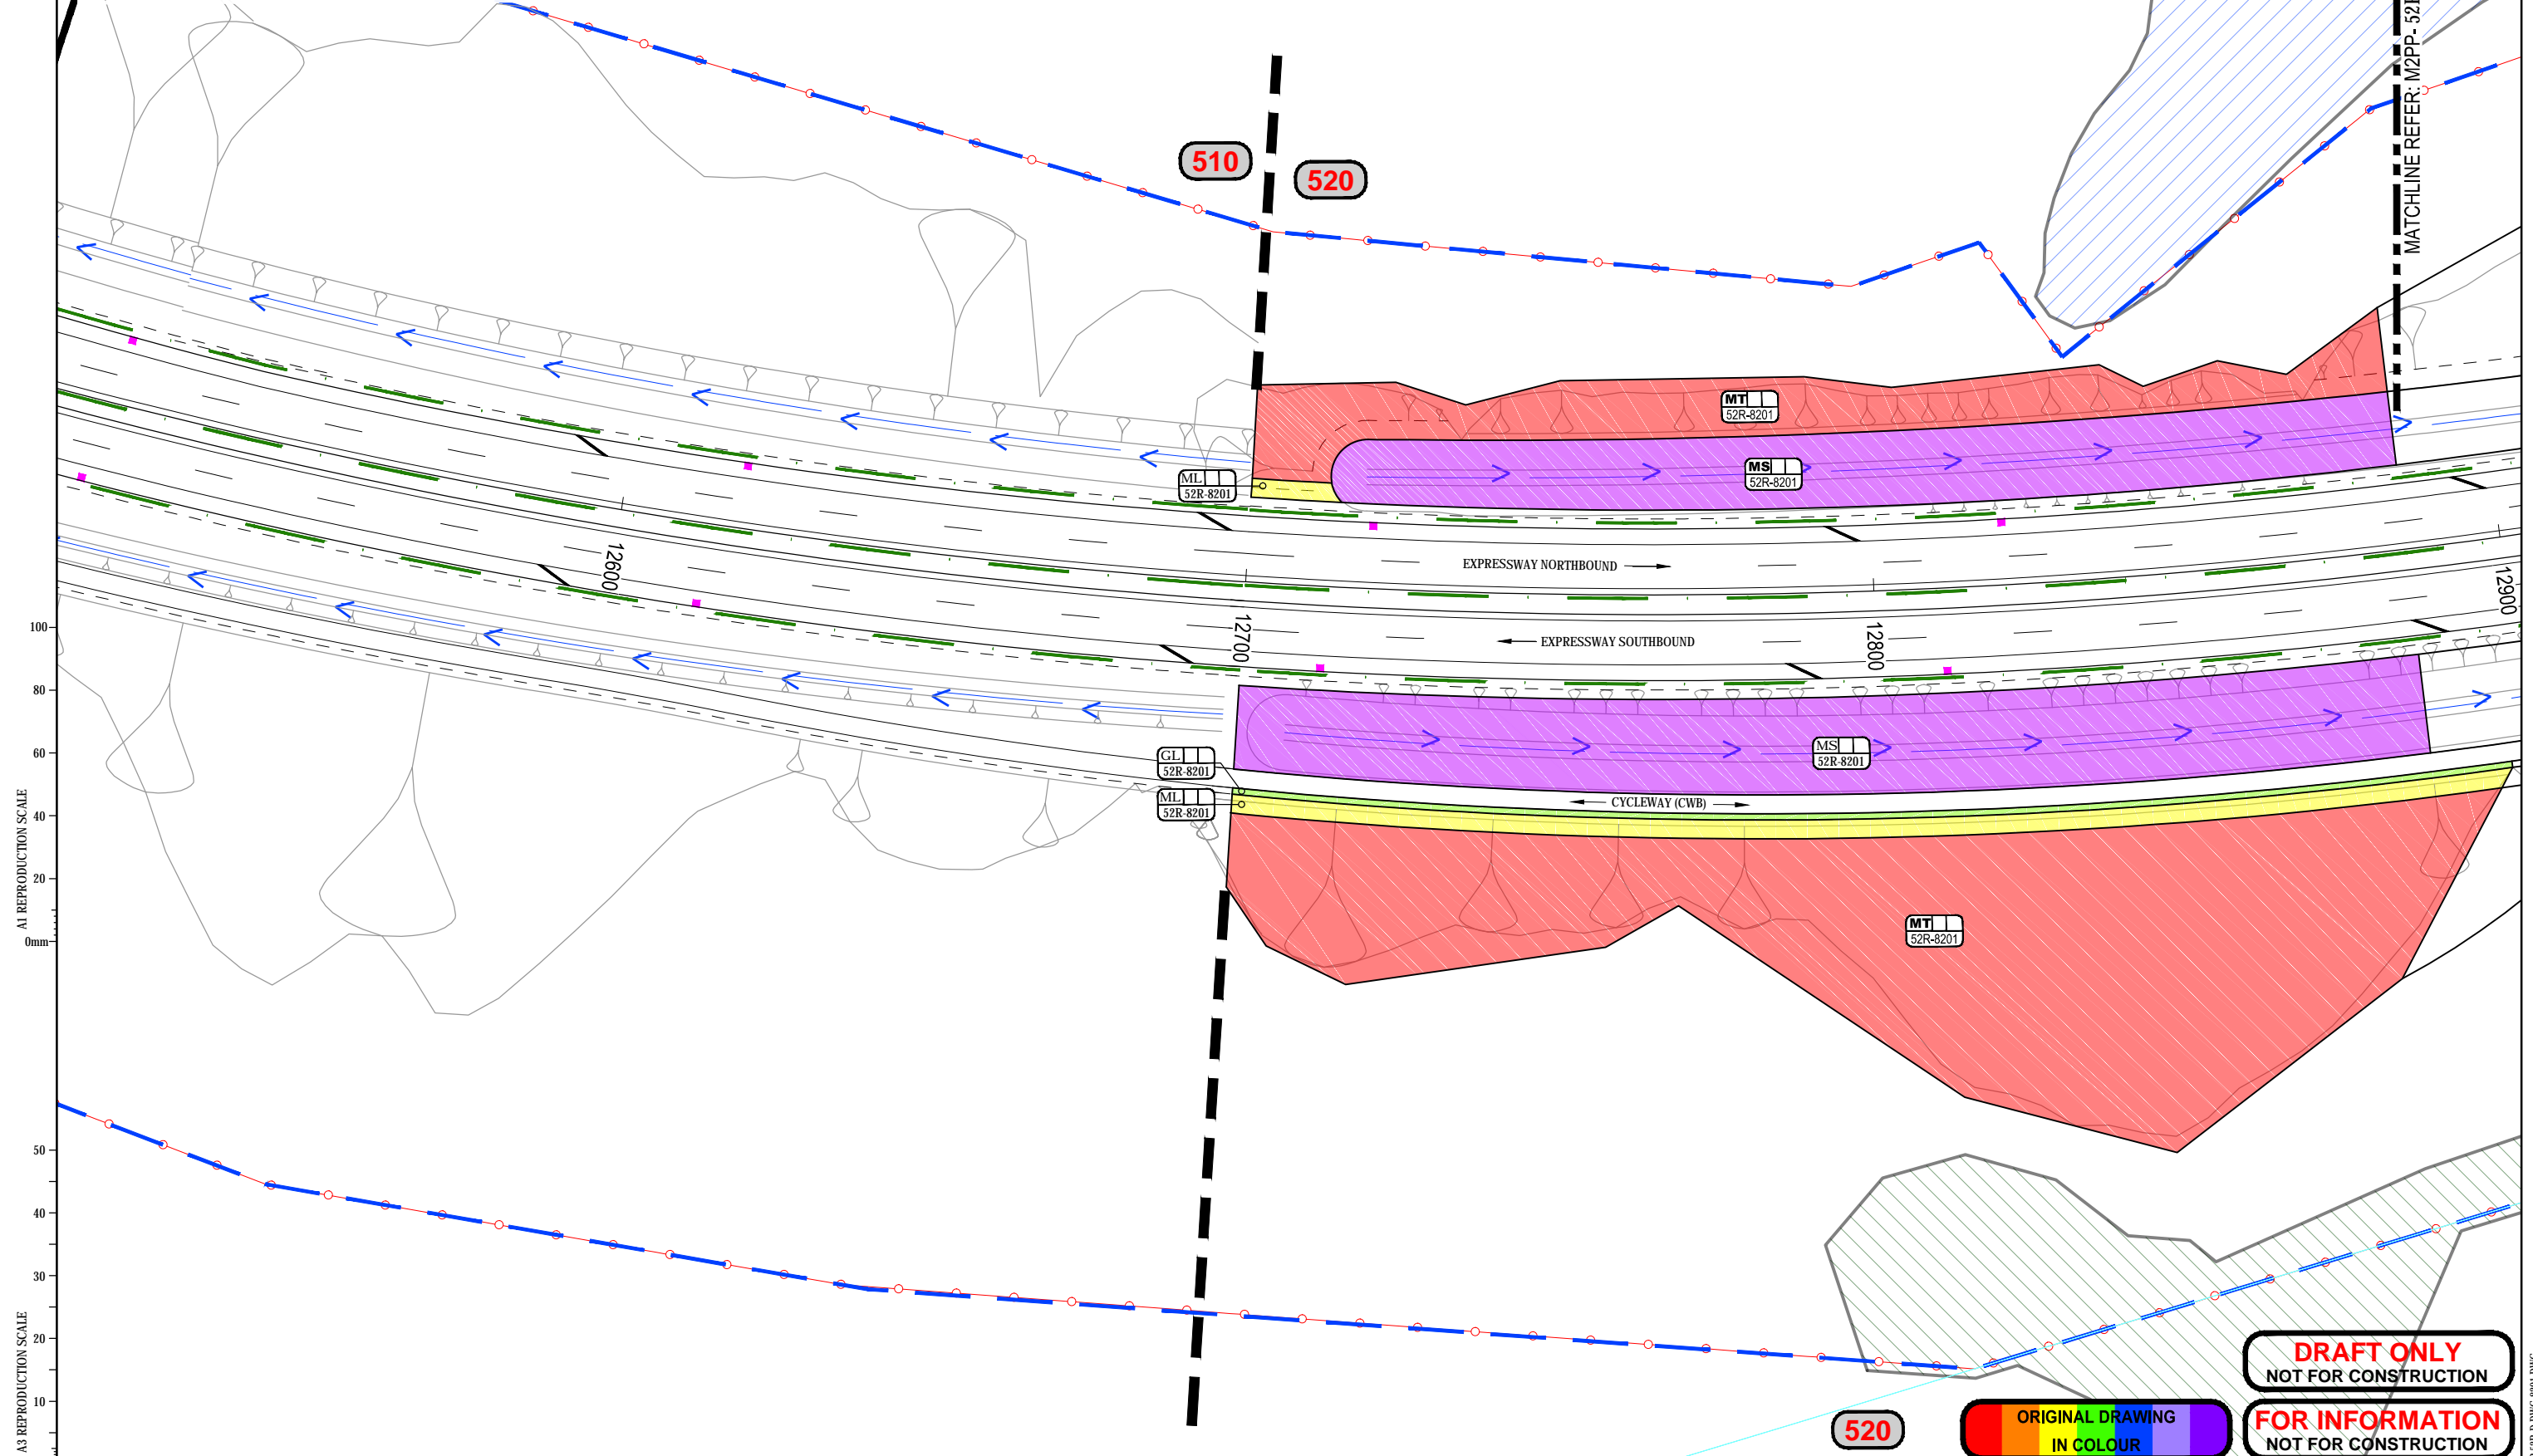 MATCHLINE REFER: M2PP- 52
510
520
MT
52R-8201
MS
52R-8201
ML
52R-8201
EXPRESSWAY NORTHBOUND
12600
12900
12700
12800
EXPRESSWAY SOUTHBOUND
GL
52R-8201
MS
52R-8201
ML
52R-8201
CYCLEWAY (CWB)
MT
52R-8201
100
80
60
40
20
0mm
A1 REPRODUCTION SCALE
50
40
30
20
10
A3 REPRODUCTION SCALE
520
ORIGINAL DRAWING
IN COLOUR
DRAFT ONLY
NOT FOR CONSTRUCTION
FOR INFORMATION
NOT FOR CONSTRUCTION